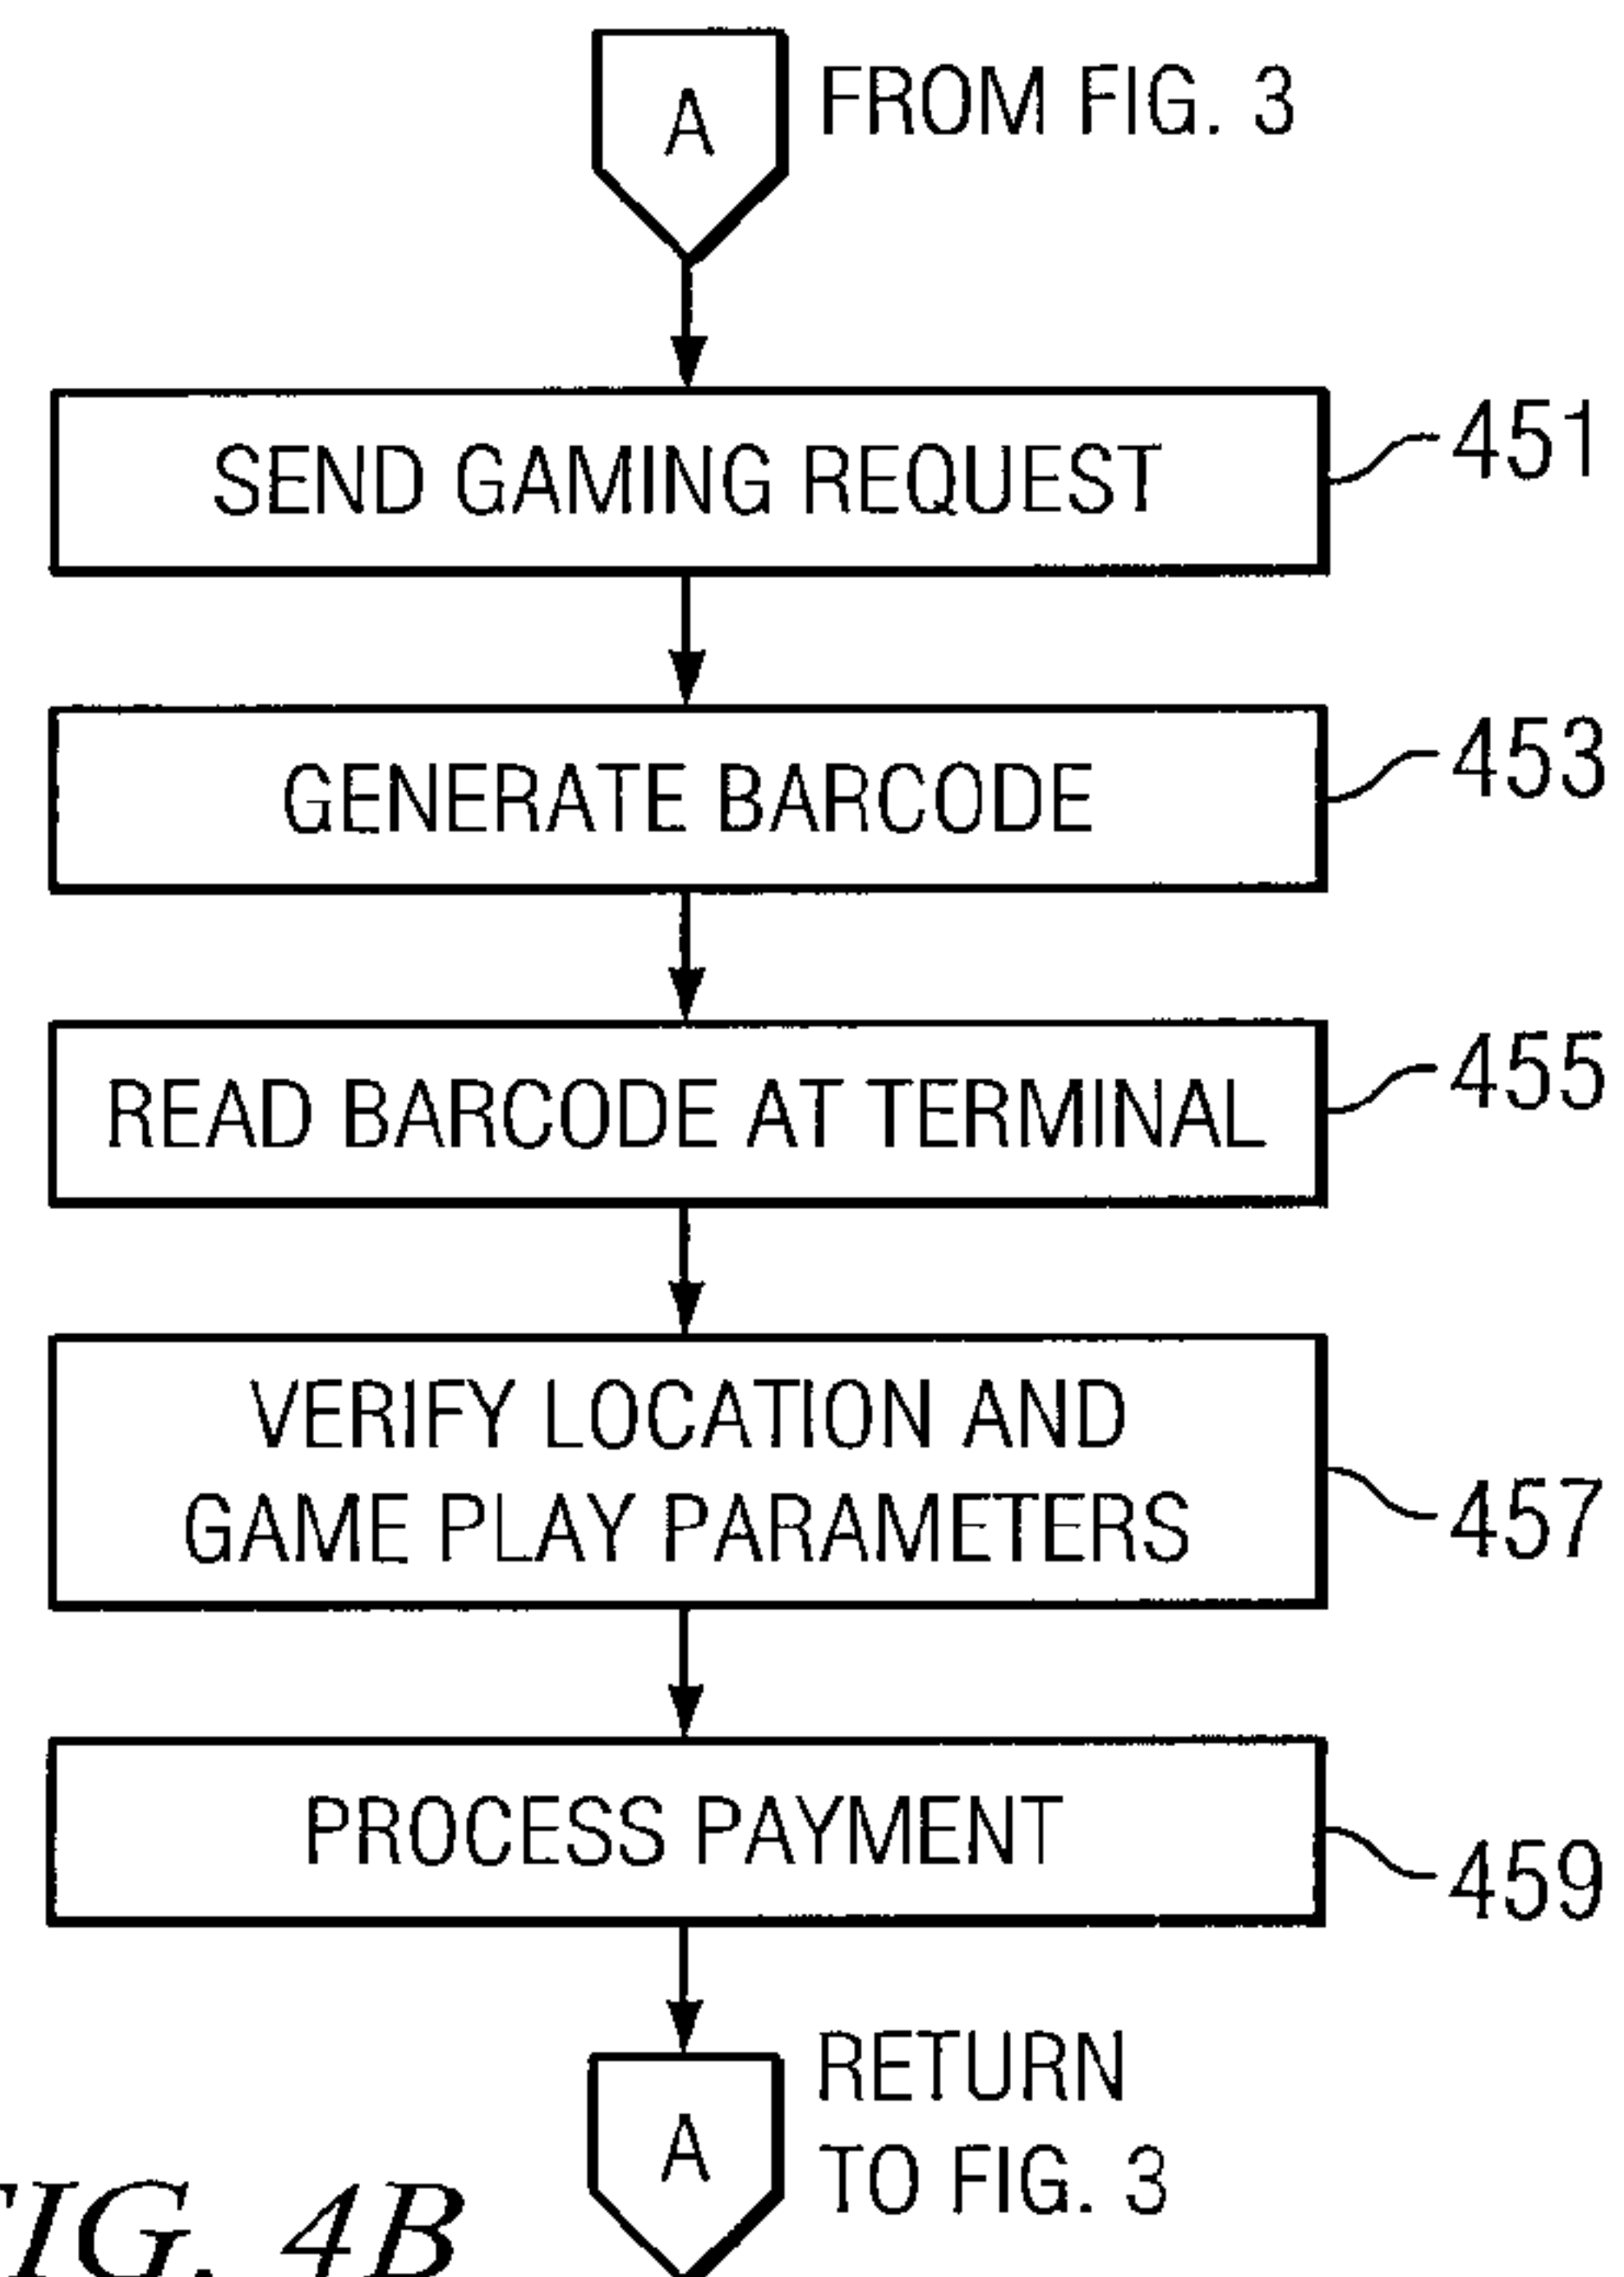 A
FROM FIG. 3
SEND GAMING REQUEST
451
GENERATE BARCODE
453
READ BARCODE AT TERMINAL
455
VERIFY LOCATION AND
GAME PLAY PARAMETERS
457
PROCESS PAYMENT
459
A
RETURN
TO FIG. 3
FIG. 4B